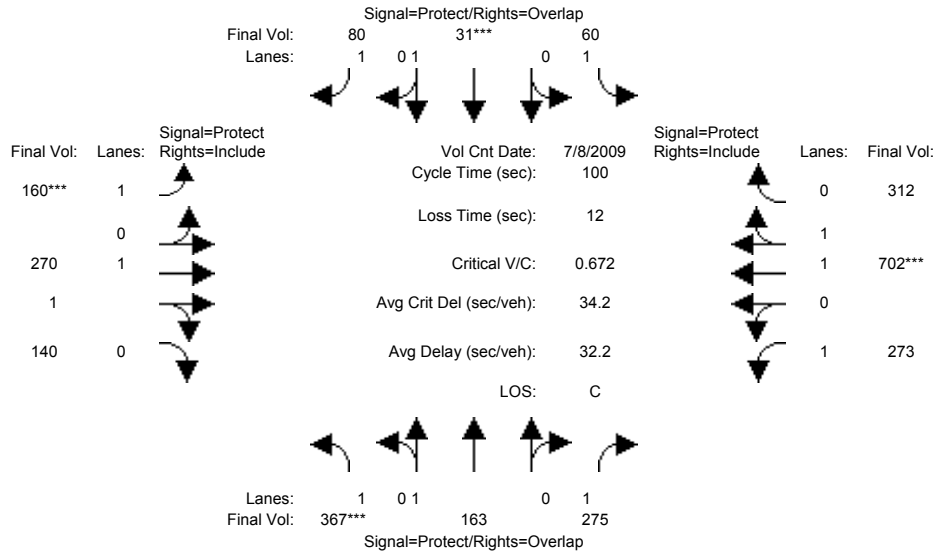 Signal=Protect/Rights=Overlap
Final Vol: 80 31*** 60
Lanes: 1 0 1 0 1
Signal=Protect Signal=Protect
Final Vol: Lanes: Rights=Include Vol Cnt Date: 7/8/2009 Rights=Include Lanes: Final Vol:
Cycle Time (sec): 100
160*** 1 0 312
Loss Time (sec): 12
0 1
270 1 Critical V/C: 0.672 1 702***
1 Avg Crit Del (sec/veh): 34.2 0
140 0 Avg Delay (sec/veh): 32.2 1 273
LOS: C
Lanes: 1 0 1 0 1
Final Vol: 367*** 163 275
Signal=Protect/Rights=Overlap